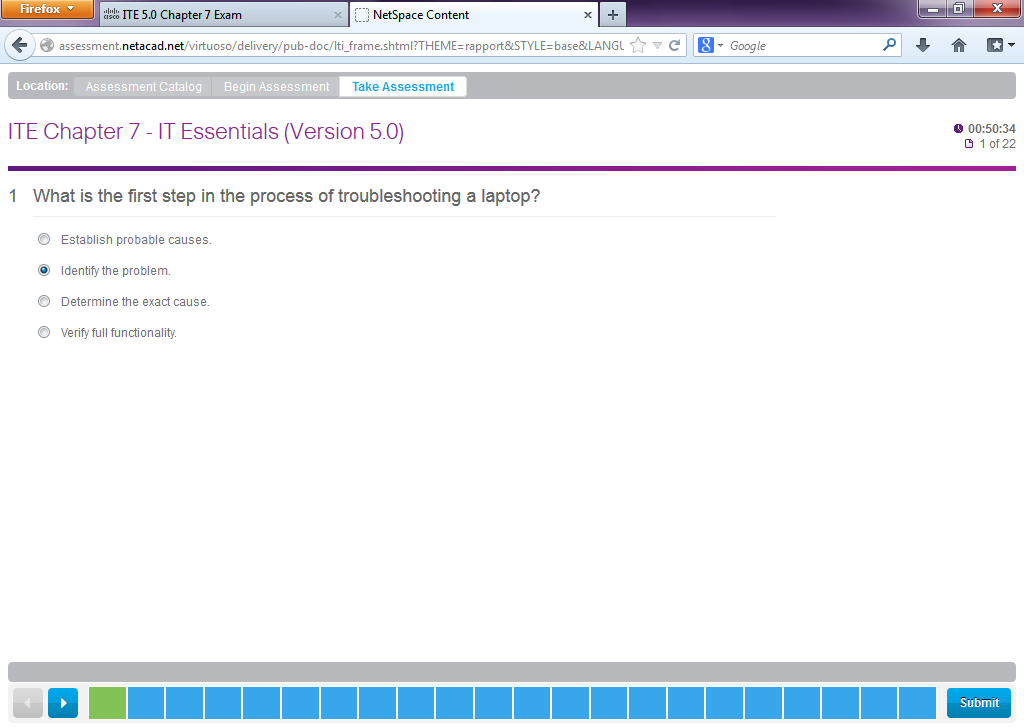 Firefox
cisco ITE 5.0 Chapter 7 Exam
NetSpace Content
assessment.netacad.net/virtuoso/delivery/pub-doc/lti_frame.shtml?THEME=rapport&STYLE=base&LANGU
8 Google
Location: Assessment Catalog Begin Assessment Take Assessment
ITE Chapter 7 - IT Essentials (Version 5.0)
00:50:34
1 of 22
1 What is the first step in the process of troubleshooting a laptop?
Establish probable causes.
Identify the problem.
Determine the exact cause.
Verify full functionality.
Submit